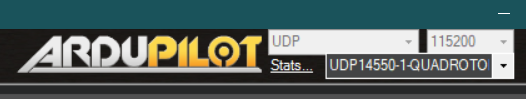 ARDUPILOT
UDP 115200
Stats... UDP14550-1-QUADROTO